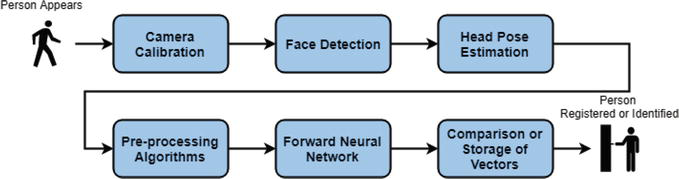 Person Appears
Camera
Calibration
Face Detection
Head Pose
Estimation
Pre-processing
Algorithms
Forward Neural
Network
Comparison or
Storage of
Vectors
Person
Registered or Identified